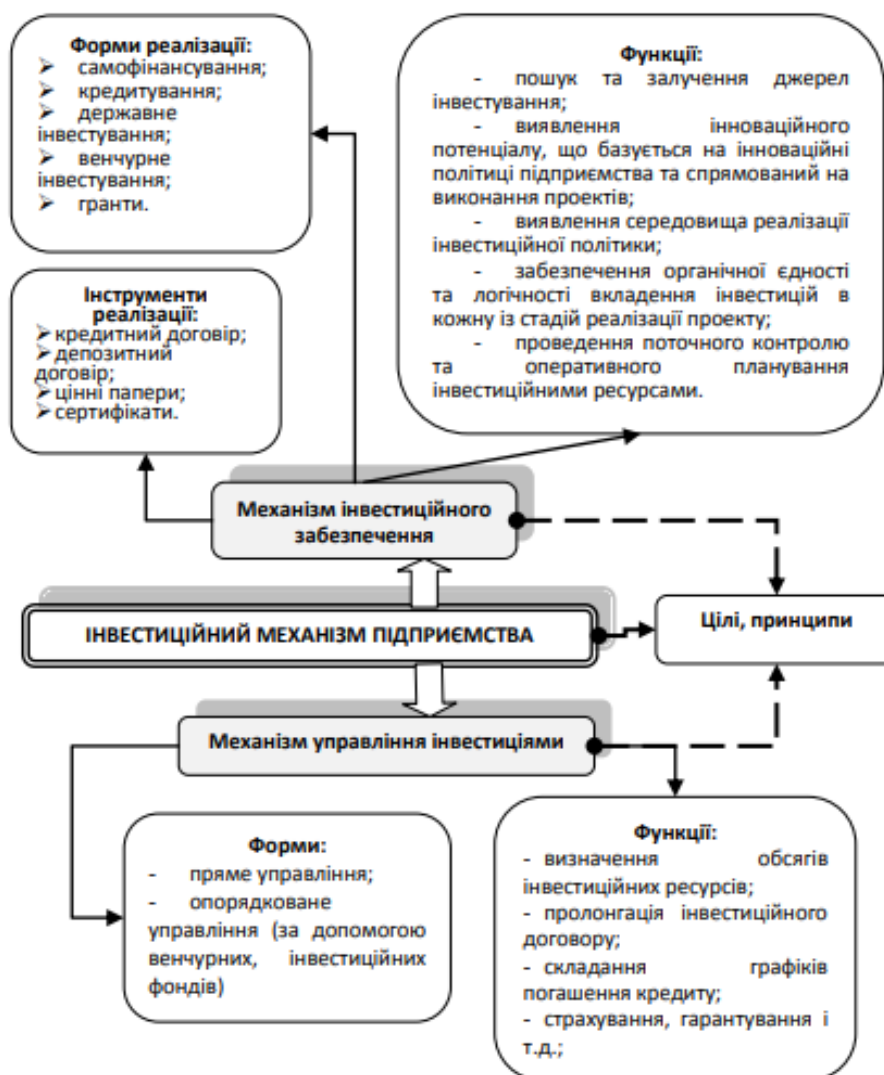 Форми реалізації:
➤ самофінансування;
➤ кредитування;
➤ державне
інвестування;
➤ венчурне
інвестування;
➤ гранти.
Функції:
- пошук та залучення джерел
інвестування;
- виявлення інноваційного
потенціалу, що базується на інноваційні
політиці підприємства та спрямований на
виконання проектів;
- виявлення середовища реалізації
інвестиційної політики;
- забезпечення органічної єдності
та логічності вкладення інвестицій в
кожну із стадій реалізації проекту;
- проведення поточного контролю
та оперативного планування
інвестиційними ресурсами.
Інструменти
реалізації:
➤ кредитний договір;
➤ депозитний
договір;
➤ цінні папери;
➤ сертифікати.
Механізм інвестиційного
забезпечення
ІНВЕСТИЦІЙНИЙ МЕХАНІЗМ ПІДПРИЄМСТВА
Цілі, принципи
Механізм управління інвестиціями
Форми:
- пряме управління;
- опорядковане
управління (за допомогою
венчурних, інвестиційних
фондів)
Функції:
- визначення обсягів
інвестиційних ресурсів;
- пролонгація інвестиційного
договору;
- складання графіків
погашення кредиту;
- страхування, гарантування і
т.д.;